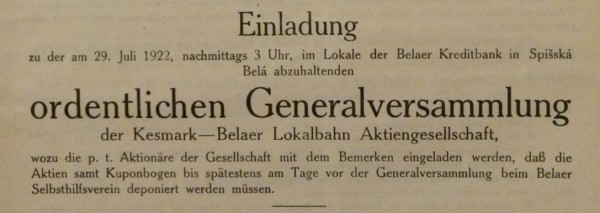 Einladung
zu der am 29. Juli 1922, nachmittags 3 Uhr, im Lokale der Belaer Kreditbank in Spišská
Belá abzuhaltenden
ordentlichen Generalversammlung
der Kesmark—Belaer Lokalbahn Aktiengesellschaft,
wozu die p. t. Aktionäre der Gesellschaft mit dem Bemerken eingeladen werden, daß die
Aktien samt Kuponbogen bis spätestens am Tage vor der Generalversammlung beim Belaer
Selbsthilfsverein deponiert werden müssen.